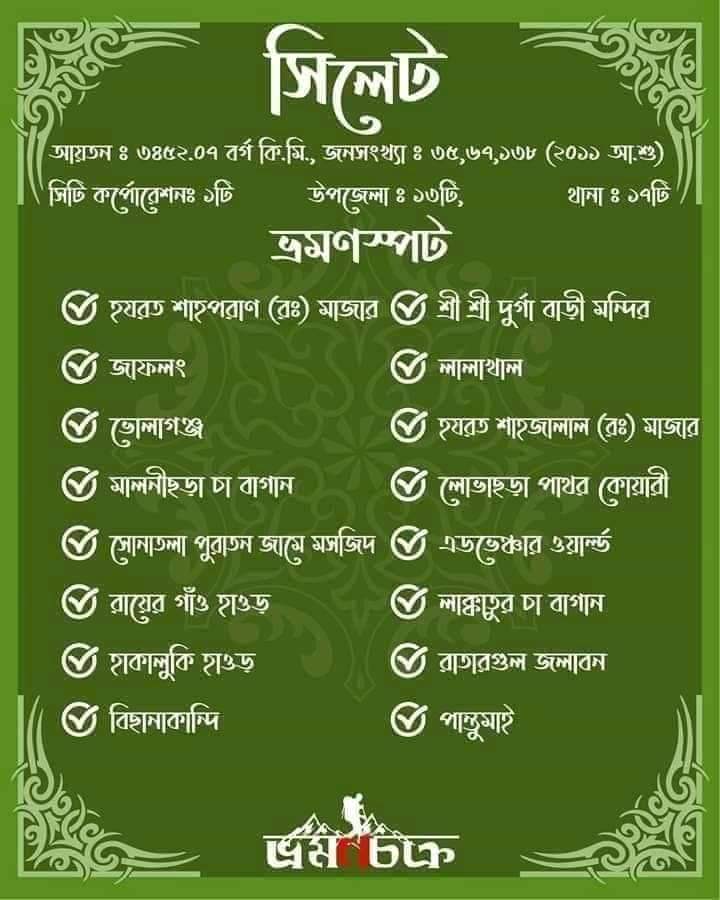 সিলেট
আয়তন ঃ ৩৪৫২.০৭ বর্গ কি.মি., জনসংখ্যা ঃ ৩৫,৬৭,১৩৮ (২০১১ আ.শু)
সিটি কর্পোরেশনঃ ১টি উপজেলা ঃ ১৩টি, থানা ঃ ১৭টি
ভ্রমণস্পট
হযরত শাহপরাণ (রঃ) মাজার শ্রী শ্রী দুর্গা বাড়ী মন্দির
জাফলং লালাখাল
ভোলাগঞ্জ হযরত শাহজালাল (রঃ) মাজার
মালনীছড়া চা বাগান লোভাছড়া পাথর কোয়ারী
সোনাতলা পুরাতন জামে মসজিদ এডভেঞ্চার ওয়ার্ল্ড
রায়ের গাঁও হাওড় লাক্কাতুর চা বাগান
হাকালুকি হাওড় রাতারগুল জলাবন
বিছানাকান্দি পান্তুমাই
ভ্রমণচক্র